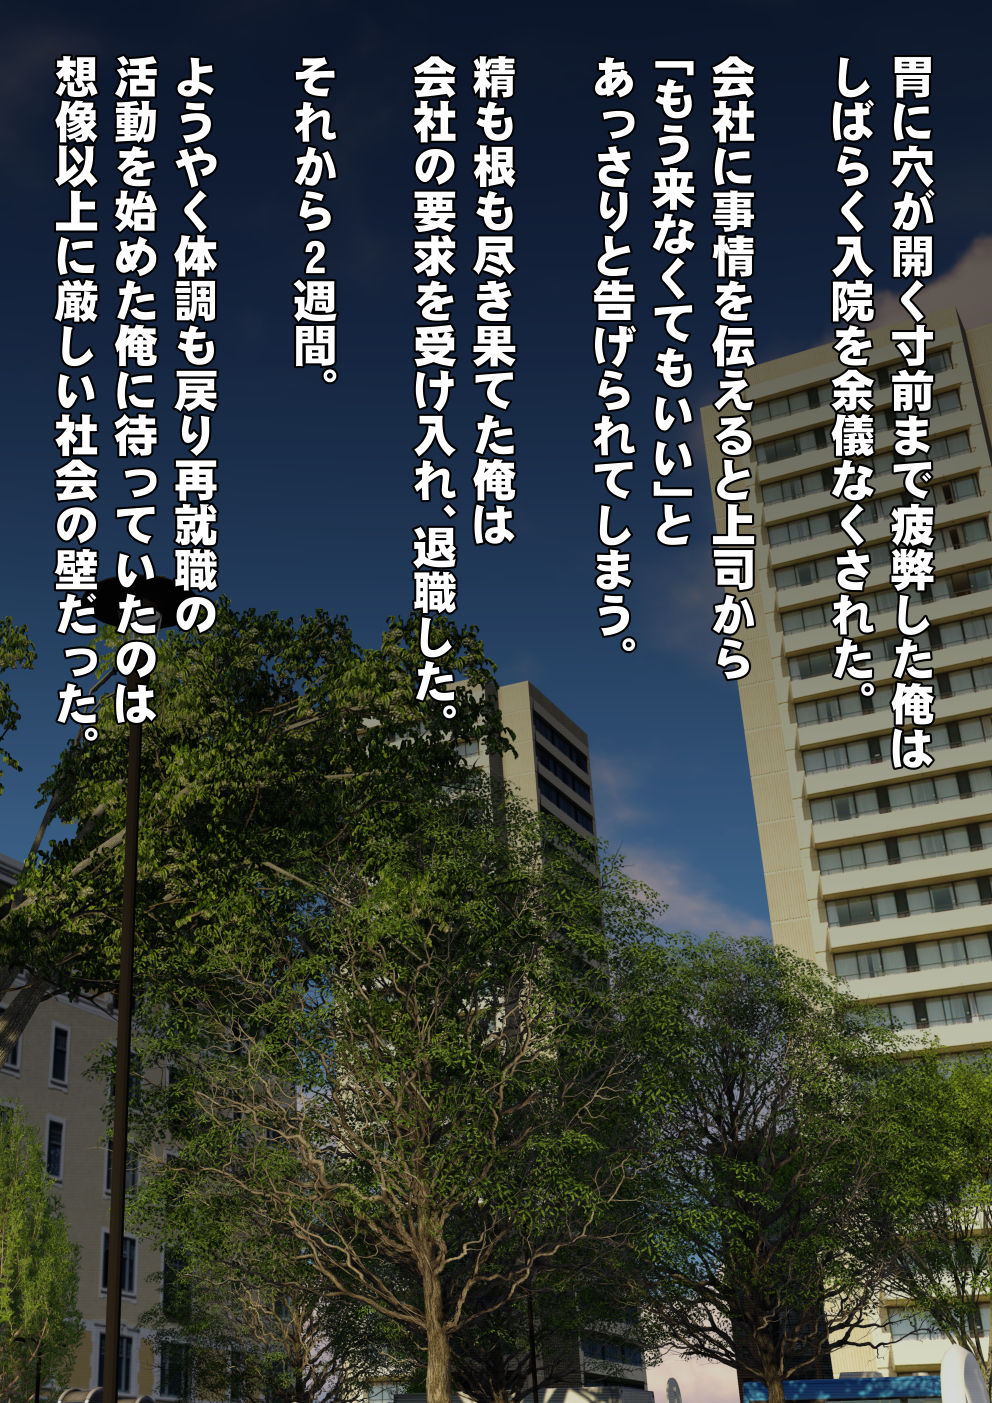 胃に穴が開く寸前まで疲弊した俺は
しばらく入院を余儀なくされた。
会社に事情を伝えると上司から
「もう来なくてもいい」と
あっさりと告げられてしまう。
精も根も尽き果てた俺は
会社の要求を受け入れ、退職した。
それから2週間。
ようやく体調も戻り再就職の
活動を始めた俺に待っていたのは
想像以上に厳しい社会の壁だった。